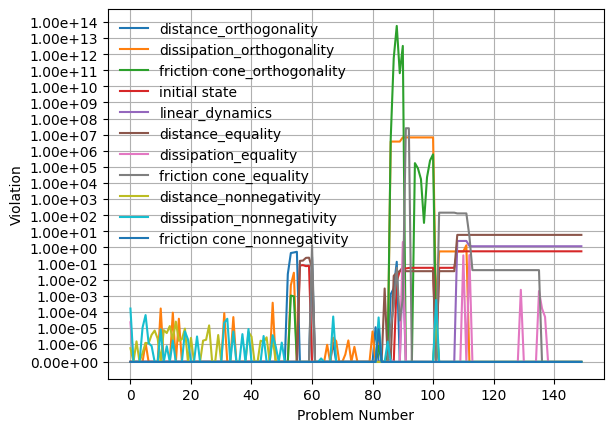 1.00e+14
1.00e+13
1.00e+12
1.00e+11
1.00e+10
1.00e+09
1.00e+08
1.00e+07
1.00e+06
1.00e+05
1.00e+04
1.00e+03
1.00e+02
1.00e+01
1.00e+00
1.00e-01
1.00e-02
1.00e-03
1.00e-04
1.00e-05
1.00e-06
0.00e+00
Violation
distance_orthogonality
dissipation_orthogonality
friction cone_orthogonality
initial state
linear_dynamics
distance_equality
dissipation_equality
friction cone_equality
distance_nonnegativity
dissipation_nonnegativity
friction cone_nonnegativity
0 20 40 60 80 100 120 140
Problem Number